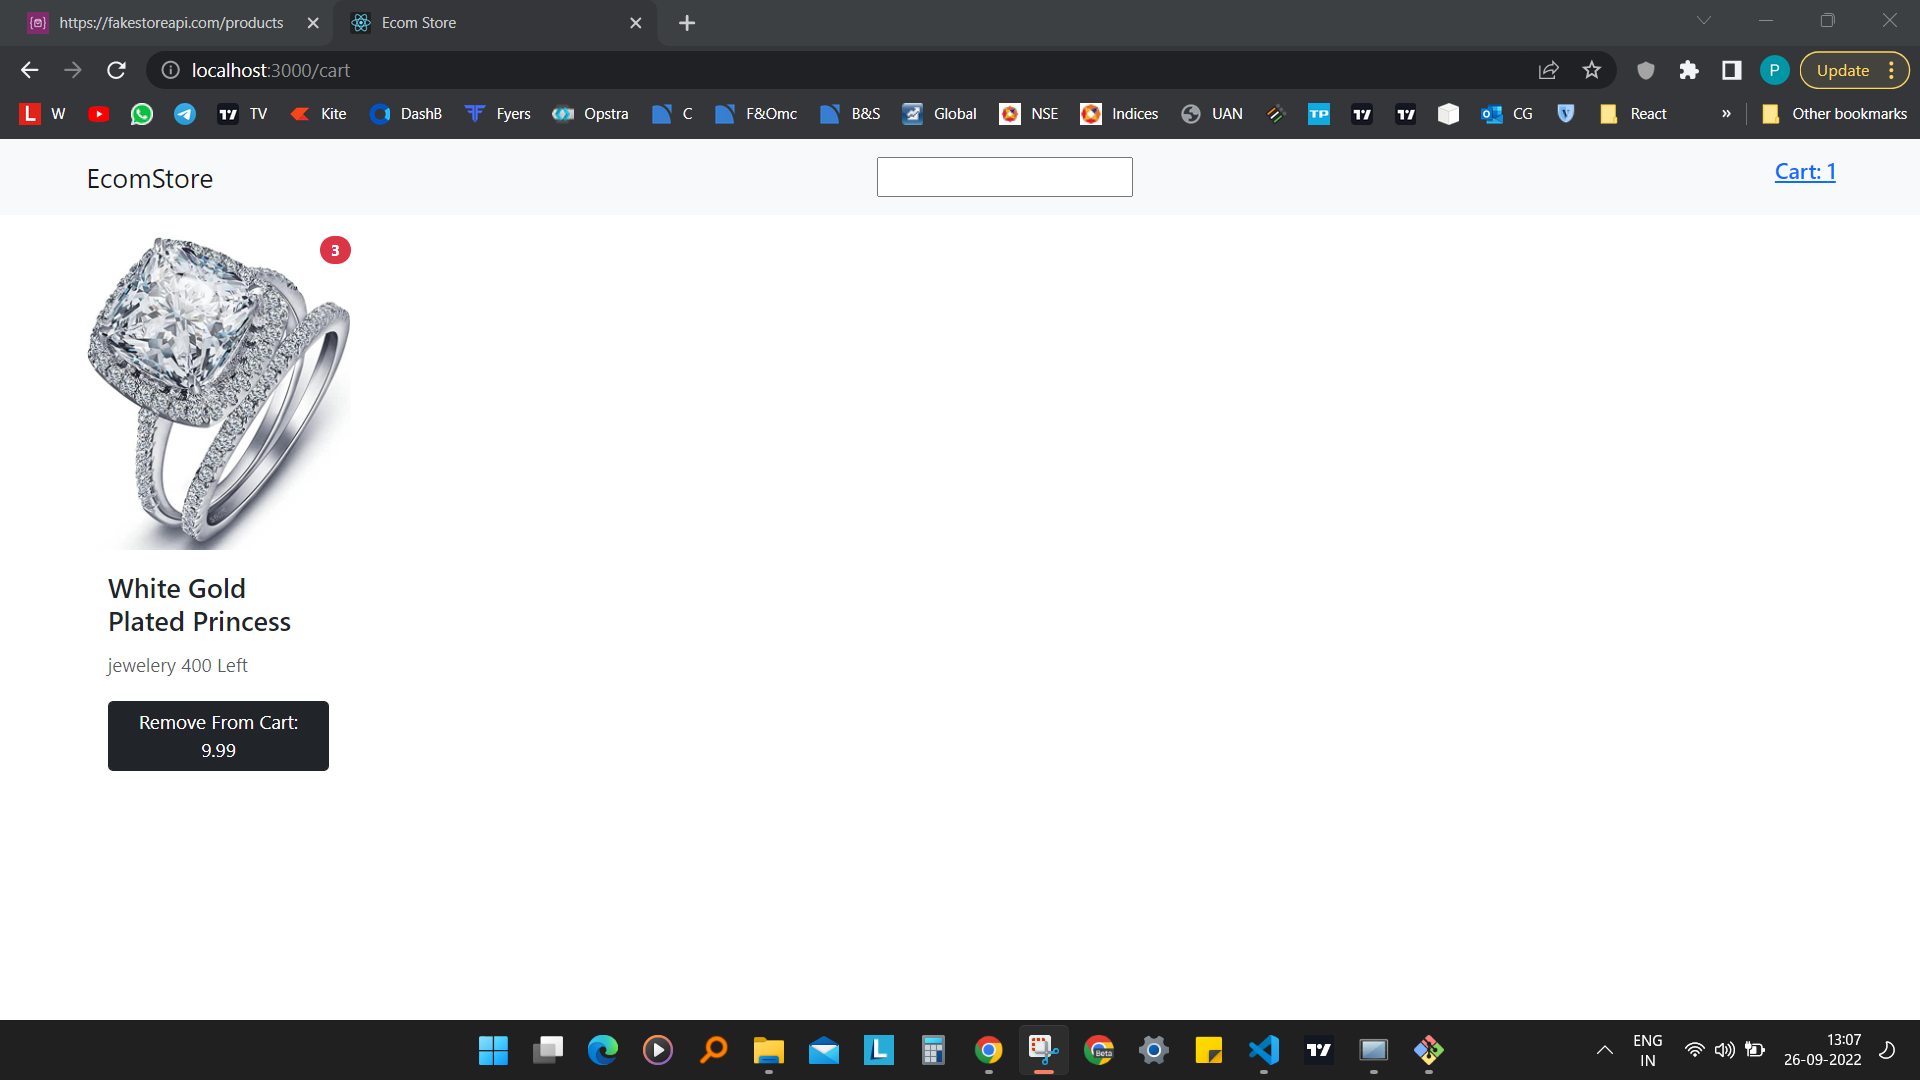 https://fakestoreapi.com/products
Ecom Store
localhost:3000/cart
P
Update
L W
TV
Kite
DashB
Fyers
Opstra
C
F&Omc
B&S
Global
NSE
Indices
UAN
TP
CG
React
»
Other bookmarks
EcomStore
Cart: 1
3
White Gold
Plated Princess
jewelery 400 Left
Remove From Cart:
9.99
L
Beta
ENG
IN
13:07
26-09-2022